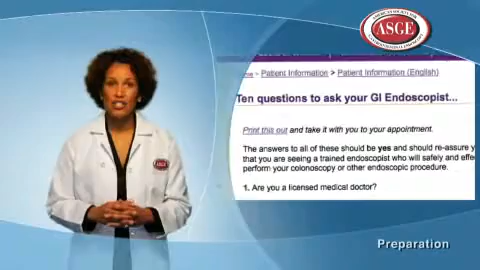 ASGE
Patient Information > Patient Information (English)
Ten questions to ask your GI Endoscopist...
Print this out and take it with you to your appointment.
The answers to all of these should be yes and should re-assure y
that you are seeing a trained endoscopist who will safely and effe
perform your colonoscopy or other endoscopic procedure.
1. Are you a licensed medical doctor?
ASGE
Preparation